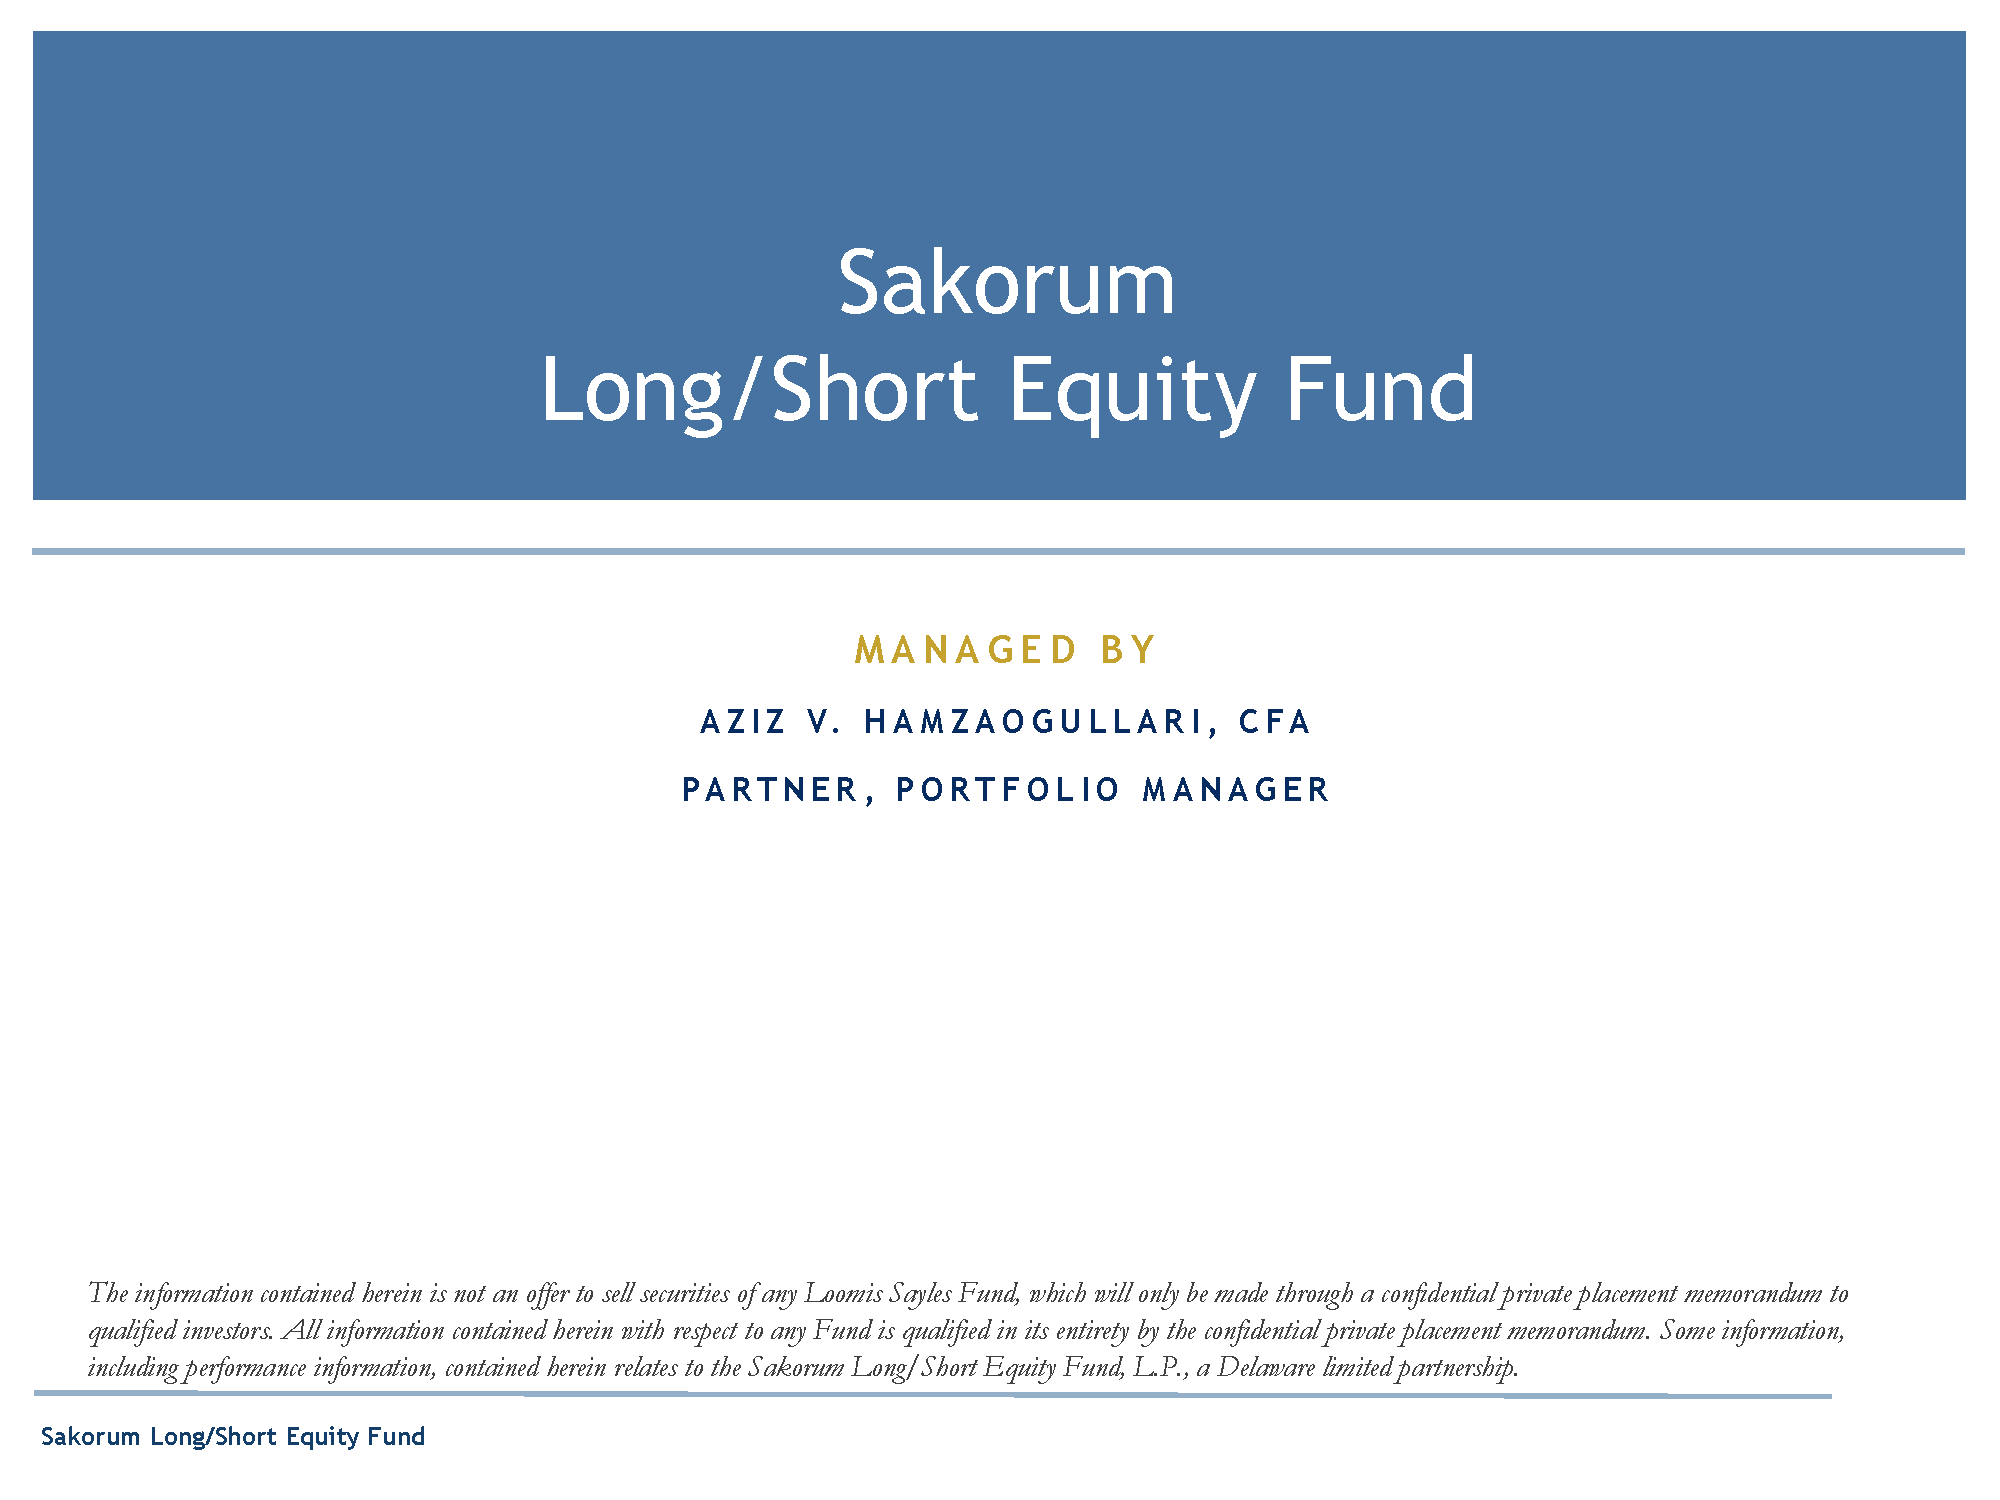 Sakorum
Long/Short Equity Fund
MANAGED BY
AZIZ V. HAMZAOGULLARI, CFA
PARTNER, PORTFOLIO MANAGER
The information contained herein is not an offer to sell securities of any Loomis Sayles Fund, which will only be made through a confidential private placement memorandum to
qualified investors. All information contained herein with respect to any Fund is qualified in its entirety by the confidential private placement memorandum. Some information,
including performance information, contained herein relates to the Sakorum Long/Short Equity Fund, L.P., a Delaware limited partnership.
Sakorum Long/Short Equity Fund